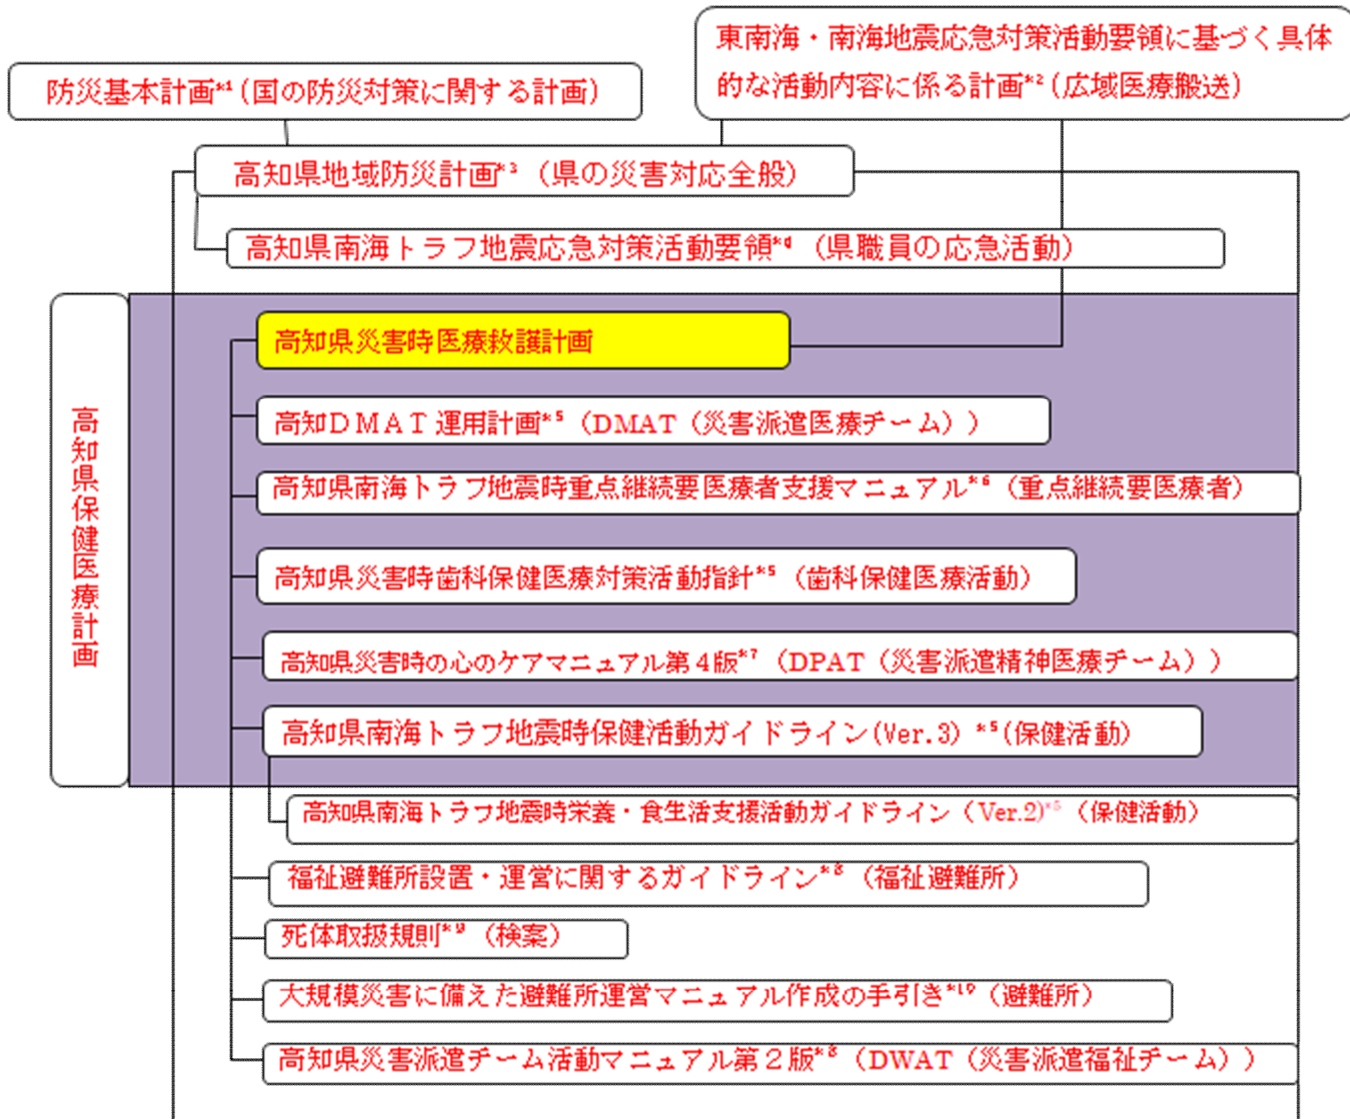 東南海・南海地震応急対策活動要領に基づく具体
的な活動内容に係る計画*2(広域医療搬送)
防災基本計画*1(国の防災対策に関する計画)
高知県地域防災計画*3（県の災害対応全般）
高知県南海トラフ地震応急対策活動要領*4（県職員の応急活動）
高知県保健医療計画
高知県災害時医療救護計画
高知ＤＭＡＴ運用計画*5（DMAT（災害派遣医療チーム））
高知県南海トラフ地震時重点継続要医療者支援マニュアル*6（重点継続要医療者）
高知県災害時歯科保健医療対策活動指針*5（歯科保健医療活動）
高知県災害時の心のケアマニュアル第４版*7（DPAT（災害派遣精神医療チーム））
高知県南海トラフ地震時保健活動ガイドライン(Ver.3) *5(保健活動)
高知県南海トラフ地震時栄養・食生活支援活動ガイドライン（Ver.2)*5（保健活動）
福祉避難所設置・運営に関するガイドライン*8（福祉避難所）
死体取扱規則*9（検案）
大規模災害に備えた避難所運営マニュアル作成の手引き*10（避難所）
高知県災害派遣チーム活動マニュアル第２版*8（DWAT（災害派遣福祉チーム））